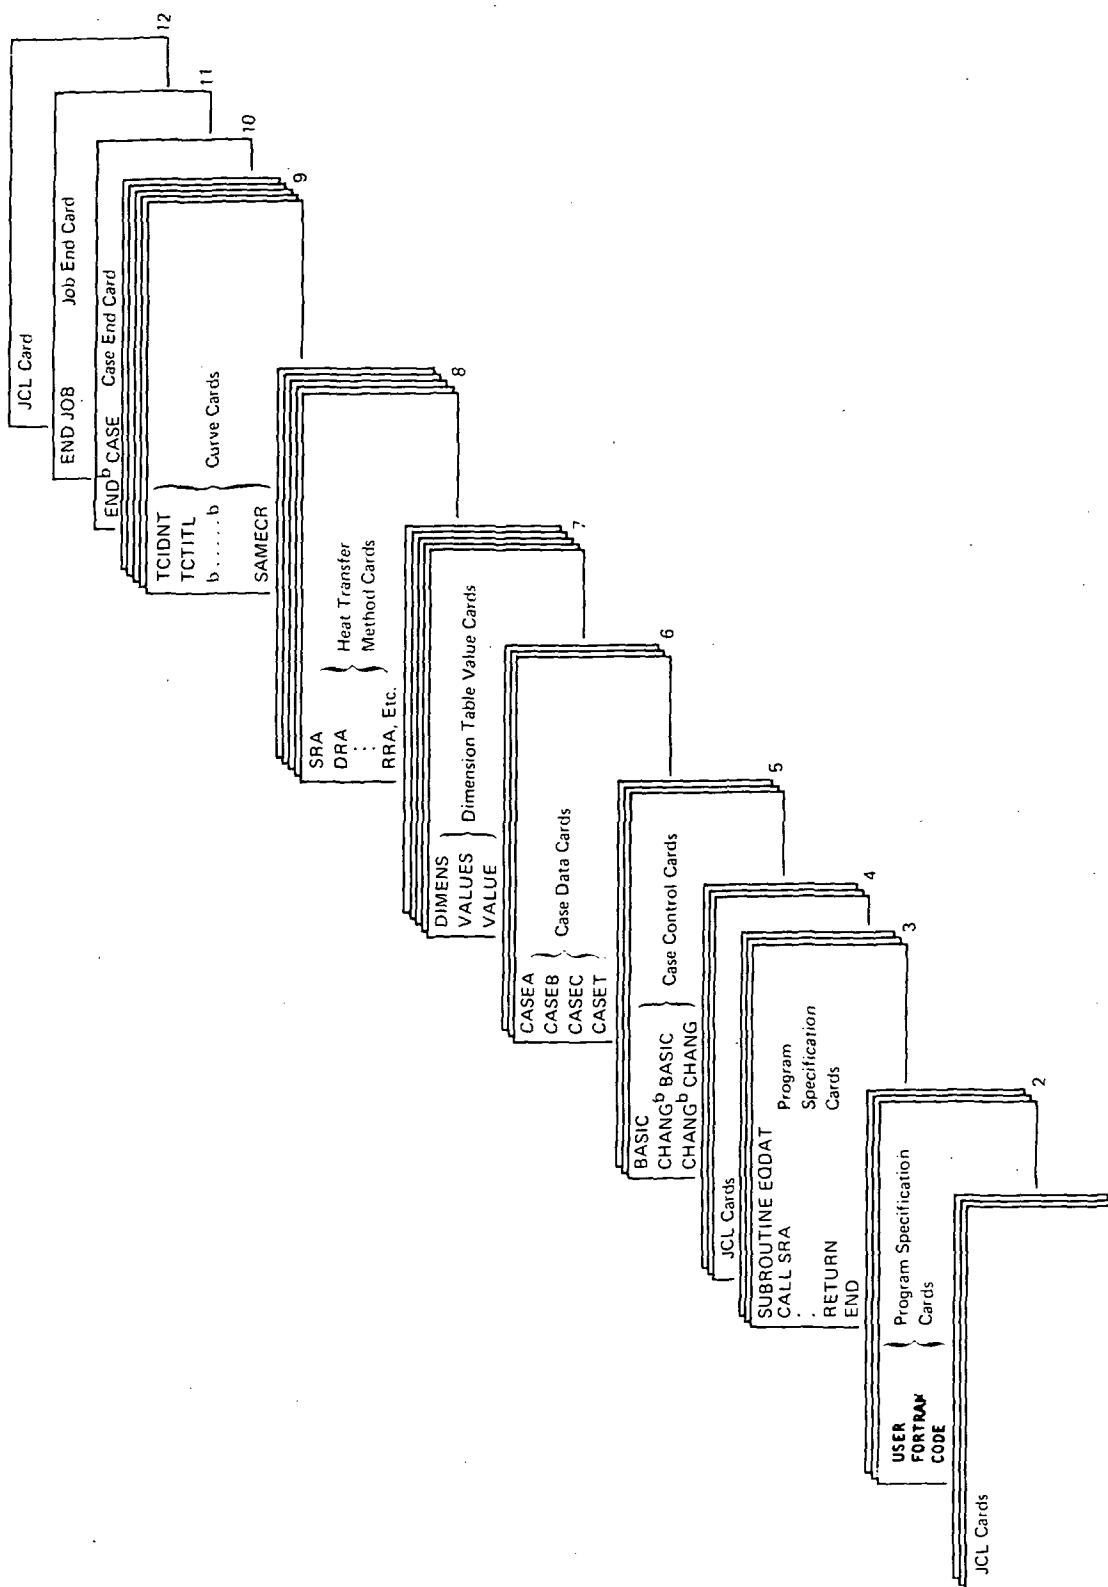 JCL Card
12
END JOB Job End Card
11
ENDᵇ CASE Case End Card
10
TCIDNT
TCTITL
b.....b
SAMECR
Curve Cards
9
SRA
DRA
:
RRA, Etc.
Heat Transfer
Method Cards
8
DIMENS
VALUES
VALUE
Dimension Table Value Cards
7
CASEA
CASEB
CASEC
CASET
Case Data Cards
6
BASIC
CHANGᵇ BASIC
CHANGᵇ CHANG
Case Control Cards
5
JCL Cards
4
SUBROUTINE EQDAT
CALL SRA
:
RETURN
END
Program
Specification
Cards
3
USER
FORTRAN
CODE
Program Specification
Cards
2
JCL Cards